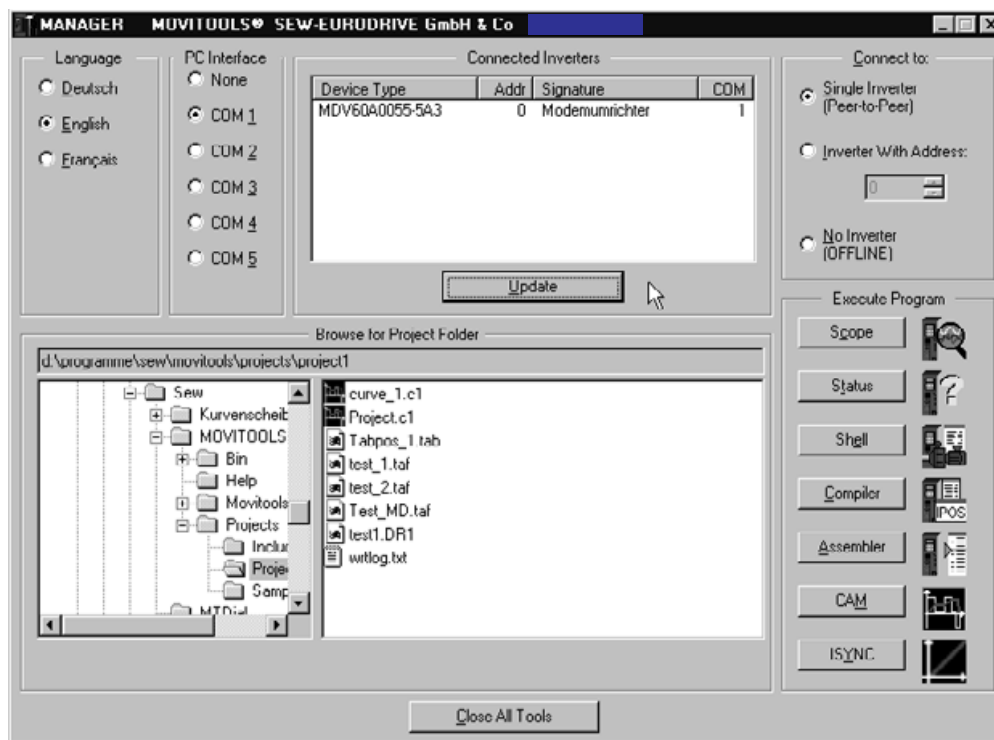 MANAGER MOVITOOLS® SEW-EURODRIVE GmbH & Co
Language
Deutsch
English
Français
PC Interface
None
COM 1
COM 2
COM 3
COM 4
COM 5
Connected Inverters
Device Type Addr Signature COM
MDV60A0055-5A3 0 Modemumrichter 1
Update
Connect to:
Single Inverter
(Peer-to-Peer)
Inverter With Address:
0
No Inverter
(OFFLINE)
Browse for Project Folder
d:\programme\sew\movitools\projects\project1
Sew
Kurvenscheib
MOVITOOLS
Bin
Help
Movitools
Projects
Includ
Proje
Samp
MTDial
curve_1.c1
Project.c1
Tabpos_1.tab
test_1.taf
test_2.taf
Test_MD.taf
test1.DR1
writlog.txt
Execute Program
Scope
Status
Shell
Compiler
IPOS
Assembler
CAM
ISYNC
Close All Tools